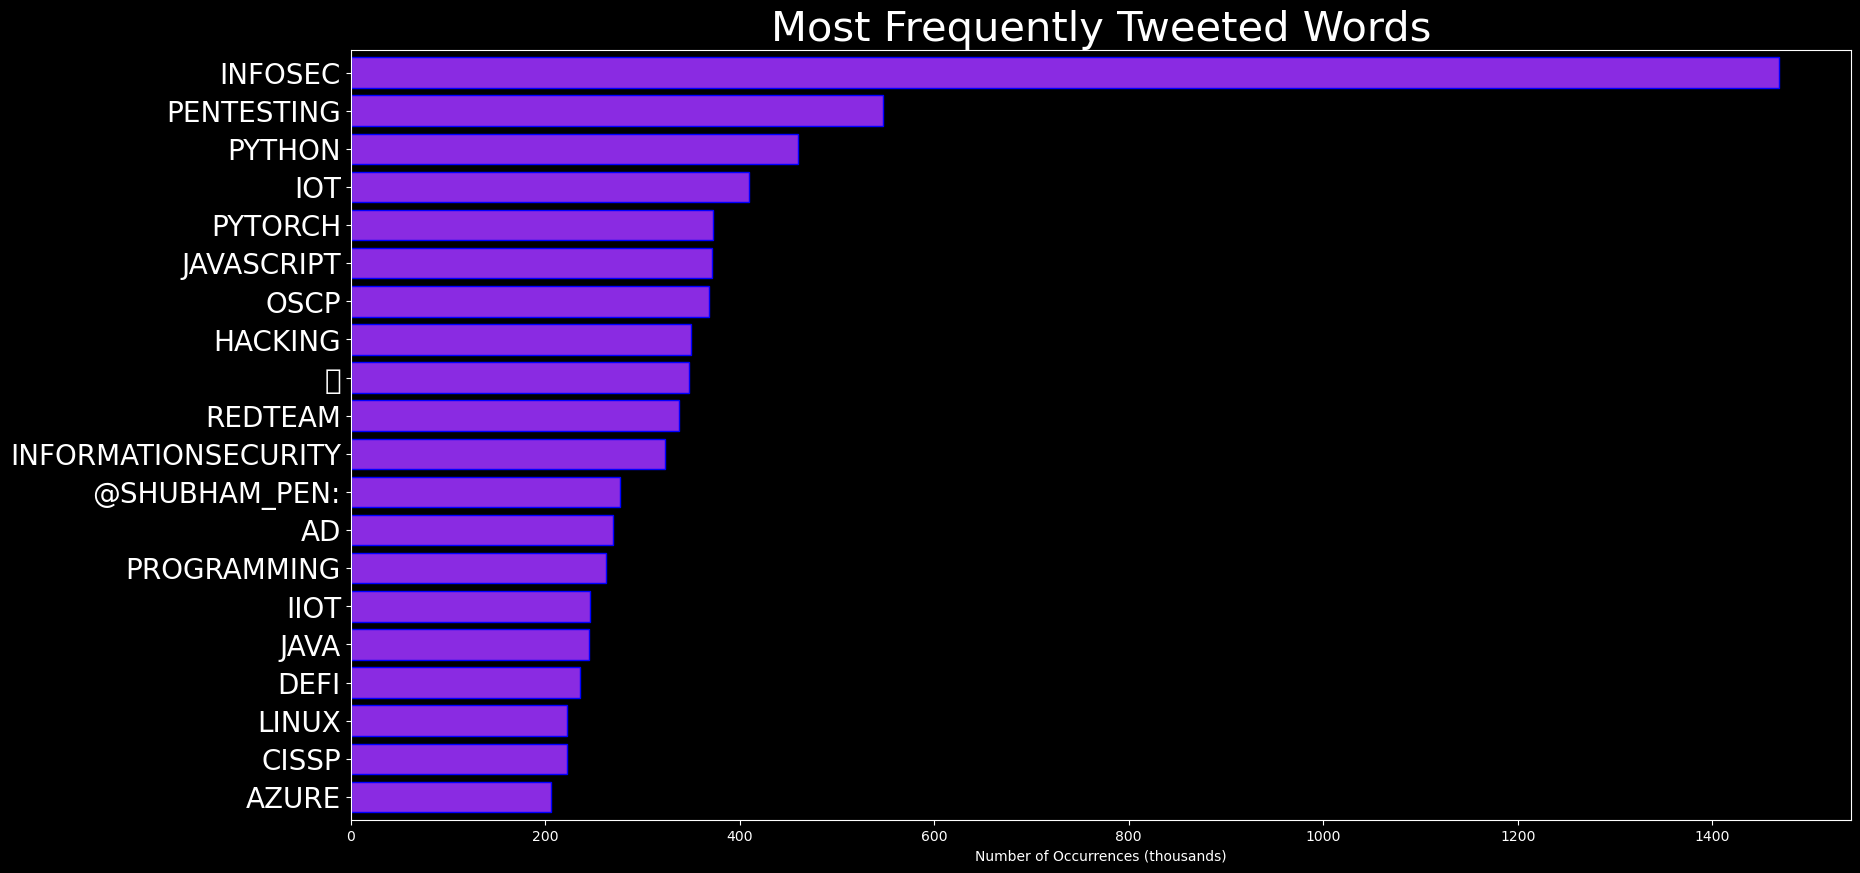 Most Frequently Tweeted Words
INFOSEC
PENTESTING
PYTHON
IOT
PYTORCH
JAVASCRIPT
OSCP
HACKING
REDTEAM
INFORMATIONSECURITY
@SHUBHAM_PEN:
AD
PROGRAMMING
IIOT
JAVA
DEFI
LINUX
CISSP
AZURE
0 200 400 600 800 1000 1200 1400
Number of Occurrences (thousands)